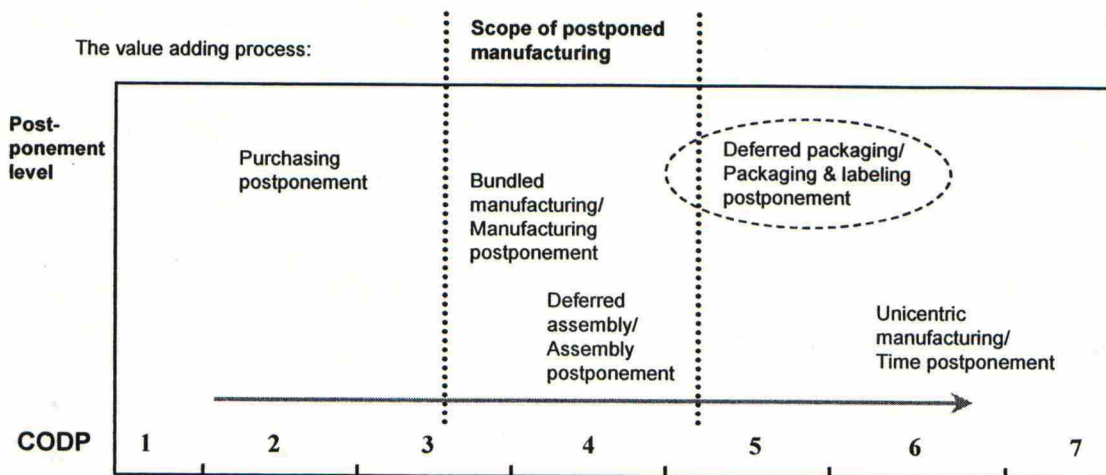 Scope of postponed
manufacturing
The value adding process:
Post-
ponement
level
Purchasing
postponement
Bundled
manufacturing/
Manufacturing
postponement
Deferred packaging/
Packaging & labeling
postponement
Deferred
assembly/
Assembly
postponement
Unicentric
manufacturing/
Time postponement
CODP 1 2 3 4 5 6 7